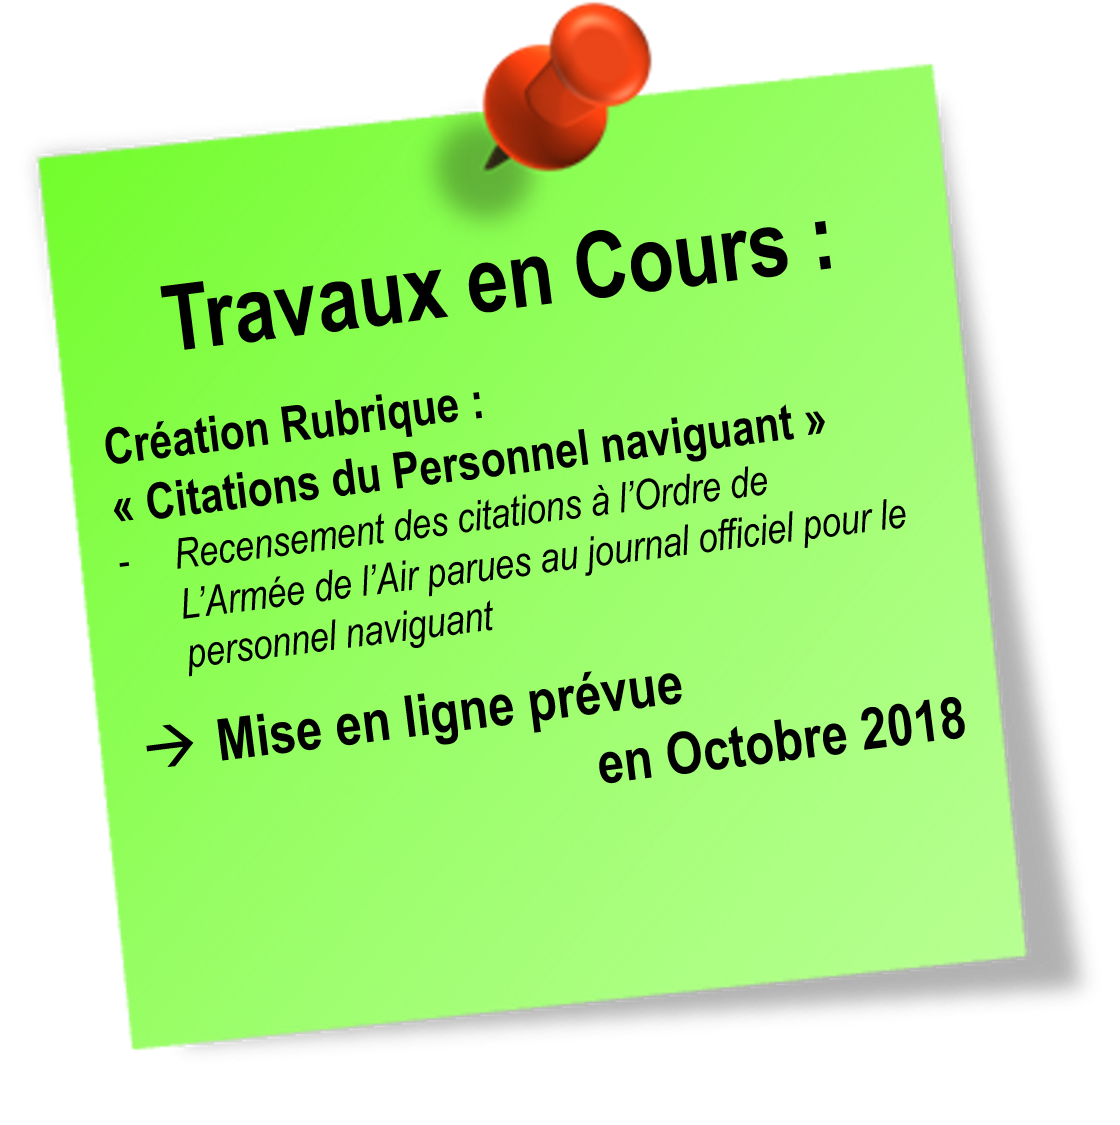 Travaux en Cours :
Création Rubrique :
« Citations du Personnel naviguant »
- Recensement des citations à l’Ordre de
L’Armée de l’Air parues au journal officiel pour le
personnel naviguant
→ Mise en ligne prévue
en Octobre 2018